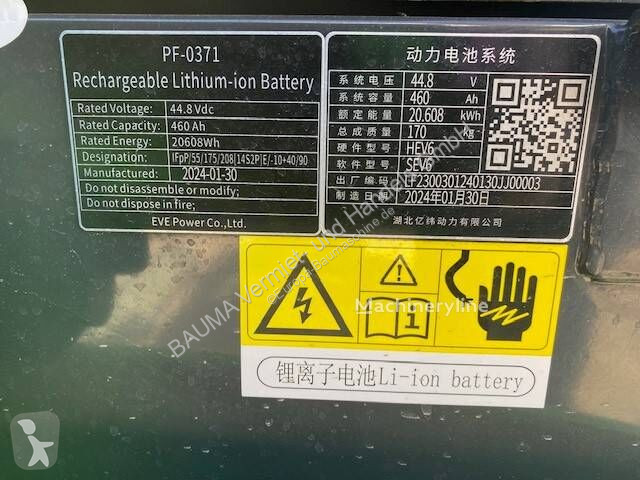 PF-0371
Rechargeable Lithium-ion Battery
Rated Voltage: 44.8 Vdc
Rated Capacity: 460 Ah
Rated Energy: 20608Wh
Designation: IFpP/55/175/208[14S2P]E/-10+40/90
Manufactured: 2024-01-30
Do not disassemble or modify;
Do not dispose in fire;
EVE Power Co.,Ltd.
动力电池系统
系统电压 44.8 V
系统容量 460 Ah
额定能量 20.608 kWh
总成质量 170 kg
硬件型号 HEV6
软件型号 SEV6
出厂编码 LF2300301240130JJ00003
制造日期 2024年01月30日
湖北亿纬动力有限公司
锂离子电池Li-ion battery
BAUMA Vermiet- und Handelsgesellschaft mbH
Machineryline